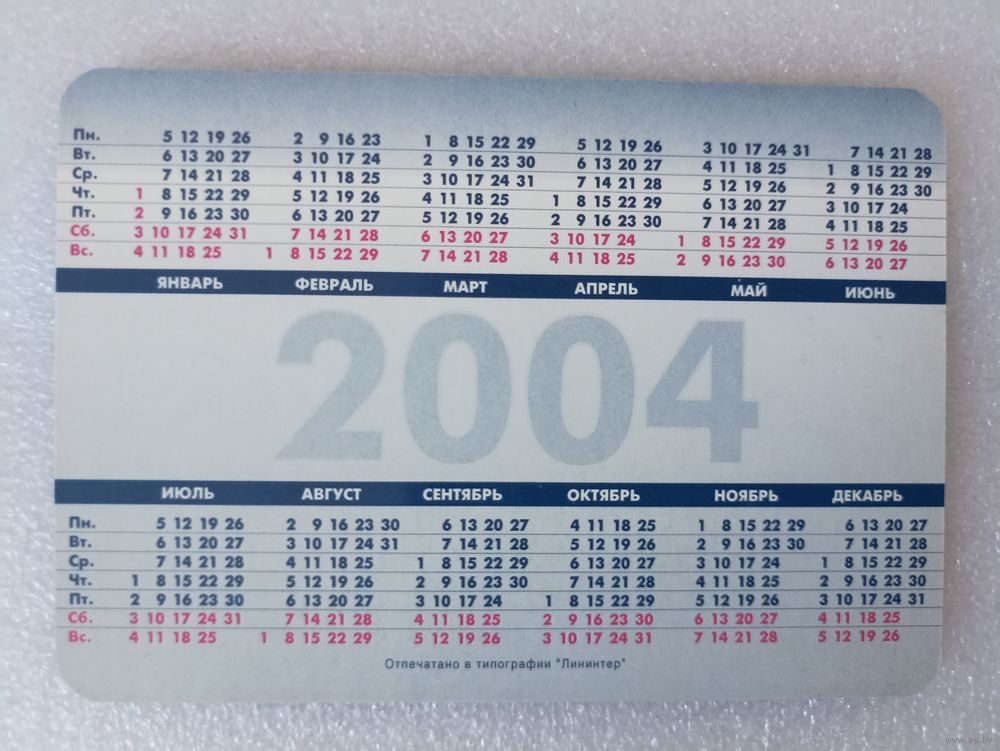 Пн. 5 12 19 26 2 9 16 23 1 8 15 22 29 5 12 19 26 3 10 17 24 31 7 14 21 28
Вт. 6 13 20 27 3 10 17 24 2 9 16 23 30 6 13 20 27 4 11 18 25 1 8 15 22 29
Ср. 7 14 21 28 4 11 18 25 3 10 17 24 31 7 14 21 28 5 12 19 26 2 9 16 23 30
Чт. 1 8 15 22 29 5 12 19 26 4 11 18 25 1 8 15 22 29 6 13 20 27 3 10 17 24
Пт. 2 9 16 23 30 6 13 20 27 5 12 19 26 2 9 16 23 30 7 14 21 28 4 11 18 25
Сб. 3 10 17 24 31 7 14 21 28 6 13 20 27 3 10 17 24 1 8 15 22 29 5 12 19 26
Вс. 4 11 18 25 1 8 15 22 29 7 14 21 28 4 11 18 25 2 9 16 23 30 6 13 20 27
ЯНВАРЬ ФЕВРАЛЬ МАРТ АПРЕЛЬ МАЙ ИЮНЬ
2004
ИЮЛЬ АВГУСТ СЕНТЯБРЬ ОКТЯБРЬ НОЯБРЬ ДЕКАБРЬ
Пн. 5 12 19 26 2 9 16 23 30 6 13 20 27 4 11 18 25 1 8 15 22 29 6 13 20 27
Вт. 6 13 20 27 3 10 17 24 31 7 14 21 28 5 12 19 26 2 9 16 23 30 7 14 21 28
Ср. 7 14 21 28 4 11 18 25 1 8 15 22 29 6 13 20 27 3 10 17 24 1 8 15 22 29
Чт. 1 8 15 22 29 5 12 19 26 2 9 16 23 30 7 14 21 28 4 11 18 25 2 9 16 23 30
Пт. 2 9 16 23 30 6 13 20 27 3 10 17 24 1 8 15 22 29 5 12 19 26 3 10 17 24 31
Сб. 3 10 17 24 31 7 14 21 28 4 11 18 25 2 9 16 23 30 6 13 20 27 4 11 18 25
Вс. 4 11 18 25 1 8 15 22 29 5 12 19 26 3 10 17 24 31 7 14 21 28 5 12 19 26
Отпечатано в типографии "Лининтер"
www.ay.by